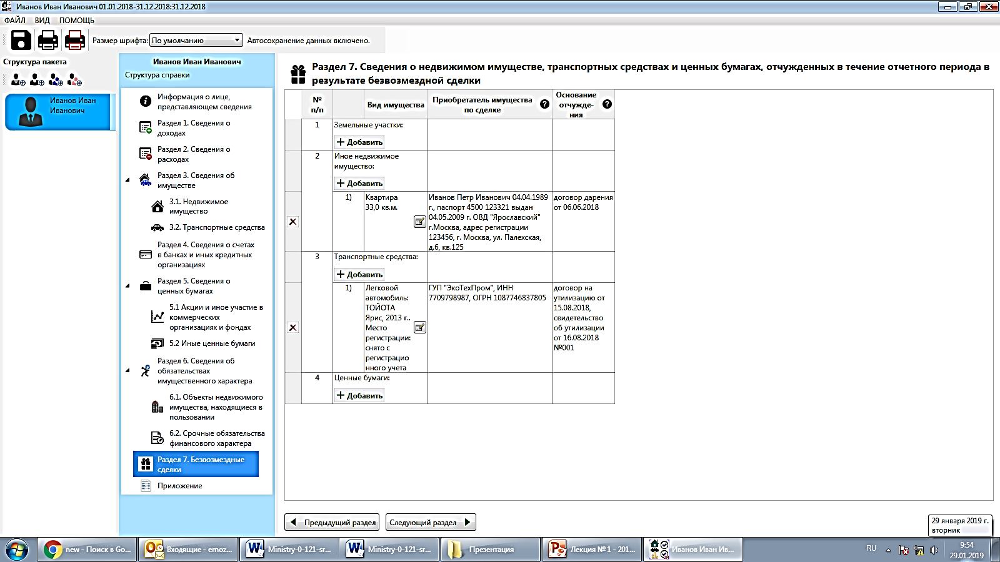 Иванов Иван Иванович 01.01.2018-31.12.2018:31.12.2018
ФАЙЛ ВИД ПОМОЩЬ
Размер шрифта: По умолчанию Автосохранение данных включено.
Структура пакета
Иванов Иван
Иванович
Иванов Иван Иванович
Структура справки
Информация о лице,
представляющем сведения
Раздел 1. Сведения о
доходах
Раздел 2. Сведения о
расходах
Раздел 3. Сведения об
имуществе
3.1. Недвижимое
имущество
3.2. Транспортные средства
Раздел 4. Сведения о счетах
в банках и иных кредитных
организациях
Раздел 5. Сведения о
ценных бумагах
5.1 Акции и иное участие в
коммерческих
организациях и фондах
5.2 Иные ценные бумаги
Раздел 6. Сведения об
обязательствах
имущественного характера
6.1. Объекты недвижимого
имущества, находящиеся в
пользовании
6.2. Срочные обязательства
финансового характера
Раздел 7. Безвозмездные
сделки
Приложение
Раздел 7. Сведения о недвижимом имуществе, транспортных средствах и ценных бумагах, отчужденных в течение отчетного периода в
результате безвозмездной сделки
№
п/п
Вид имущества
Приобретатель имущества
по сделке
?
Основание
отчужде-
ния
?
1 Земельные участки:
+ Добавить
2 Иное недвижимое
имущество:
+ Добавить
1) Квартира
33,0 кв.м.
Иванов Петр Иванович 04.04.1989
г., паспорт 4500 123321 выдан
04.05.2009 г. ОВД "Ярославский"
г.Москва, адрес регистрации
123456, г. Москва, ул. Палехская,
д.6, кв.125
договор дарения
от 06.06.2018
3 Транспортные средства:
+ Добавить
1) Легковой
автомобиль:
ТОЙОТА
Ярис, 2013 г..
Место
регистрации:
снято с
регистрацио
нного учета
ГУП "ЭкоТехПром", ИНН
7709798987, ОГРН 1087746837805
договор на
утилизацию от
15.08.2018,
свидетельство
об утилизации
от 16.08.2018
№001
4 Ценные бумаги:
+ Добавить
Предыдущий раздел
Следующий раздел
29 января 2019 г.
вторник
new - Поиск в Go...
Входящие - emoz...
Ministry-0-121-sr...
Ministry-0-121-sr...
Презентация
Лекция № 1 - 201...
Иванов Иван Ив...
RU
9:54
29.01.2019